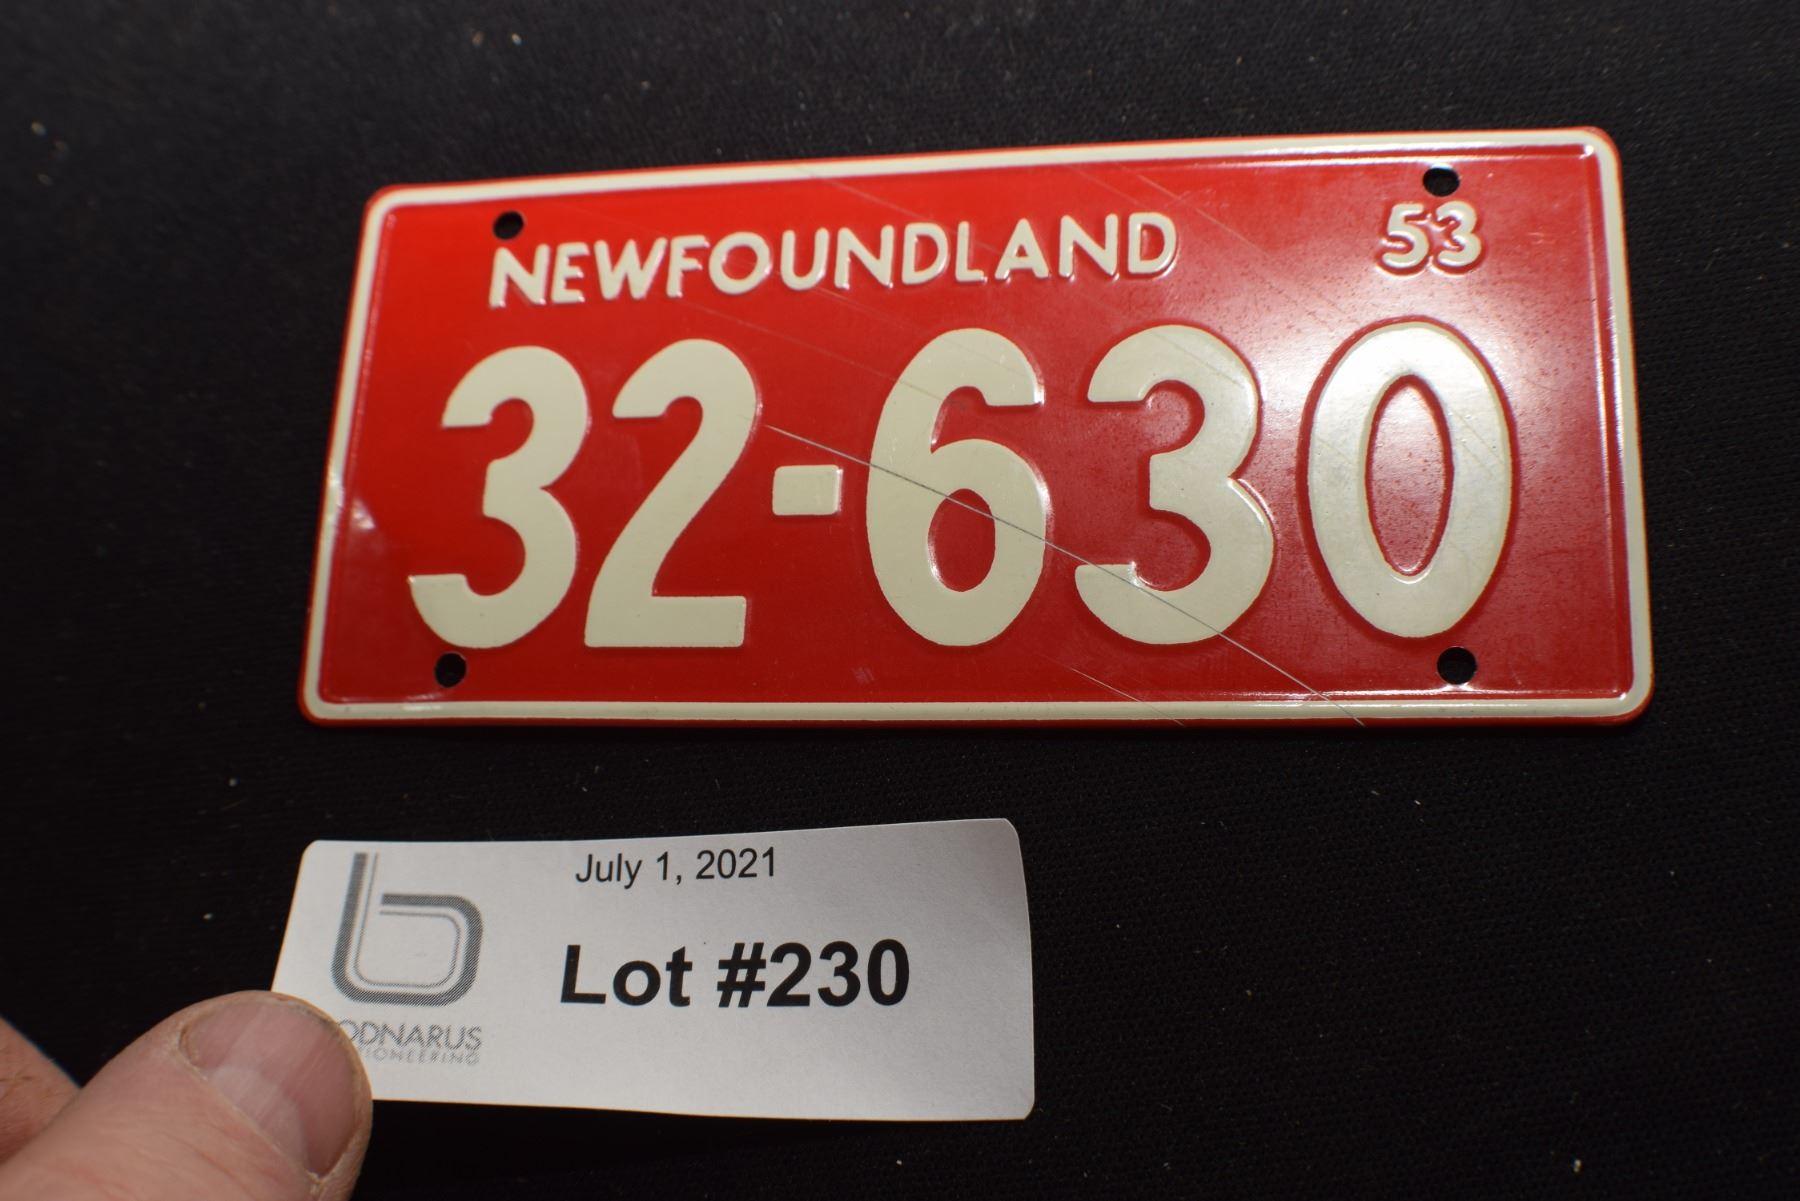 NEWFOUNDLAND 53
32-630
July 1, 2021
Lot #230